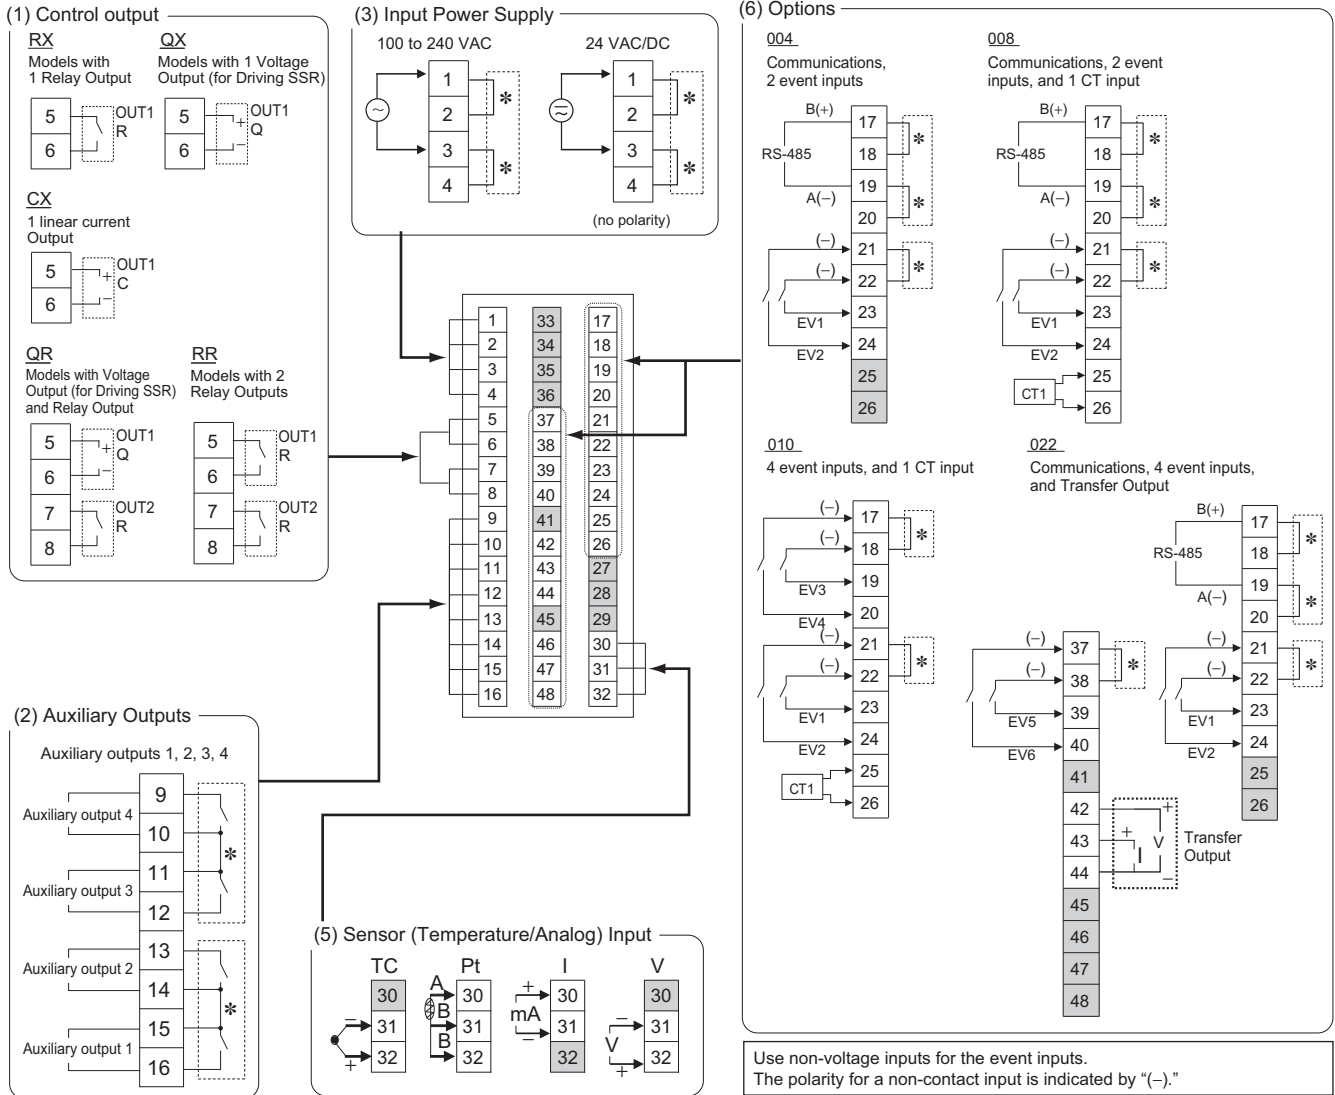 (1) Control output
RX
Models with
1 Relay Output
5
6
OUT1
R
QX
Models with 1 Voltage
Output (for Driving SSR)
5
6
+
−
OUT1
Q
CX
1 linear current
Output
5
6
+
−
OUT1
C
QR
Models with Voltage
Output (for Driving SSR)
and Relay Output
5
6
7
8
+
−
OUT1
Q
OUT2
R
RR
Models with 2
Relay Outputs
5
6
7
8
OUT1
R
OUT2
R
(3) Input Power Supply
100 to 240 VAC
1
2
3
4
*
*
24 VAC/DC
1
2
3
4
*
*
(no polarity)
1 33 17
2 34 18
3 35 19
4 36 20
5 37 21
6 38 22
7 39 23
8 40 24
9 41 25
10 42 26
11 43 27
12 44 28
13 45 29
14 46 30
15 47 31
16 48 32
(2) Auxiliary Outputs
Auxiliary outputs 1, 2, 3, 4
Auxiliary output 4
Auxiliary output 3
Auxiliary output 2
Auxiliary output 1
9
10
11
12
13
14
15
16
*
*
(5) Sensor (Temperature/Analog) Input
TC
−
+
30
31
32
Pt
A
B
B
30
31
32
I
+
mA
−
30
31
32
V
−
V
+
30
31
32
(6) Options
004
Communications,
2 event inputs
B(+)
RS-485
A(−)
(−)
(−)
EV1
EV2
17
18
19
20
21
22
23
24
25
26
*
*
*
008
Communications, 2 event
inputs, and 1 CT input
B(+)
RS-485
A(−)
(−)
(−)
EV1
EV2
CT1
17
18
19
20
21
22
23
24
25
26
*
*
*
010
4 event inputs, and 1 CT input
(−)
(−)
EV3
EV4
(−)
(−)
EV1
EV2
CT1
17
18
19
20
21
22
23
24
25
26
*
*
022
Communications, 4 event inputs,
and Transfer Output
B(+)
RS-485
A(−)
(−)
(−)
EV1
EV2
17
18
19
20
21
22
23
24
25
26
*
*
*
(−)
(−)
EV5
EV6
37
38
39
40
41
42
43
44
45
46
47
48
*
+
+
I
V
−
Transfer
Output
Use non-voltage inputs for the event inputs.
The polarity for a non-contact input is indicated by “(−).”